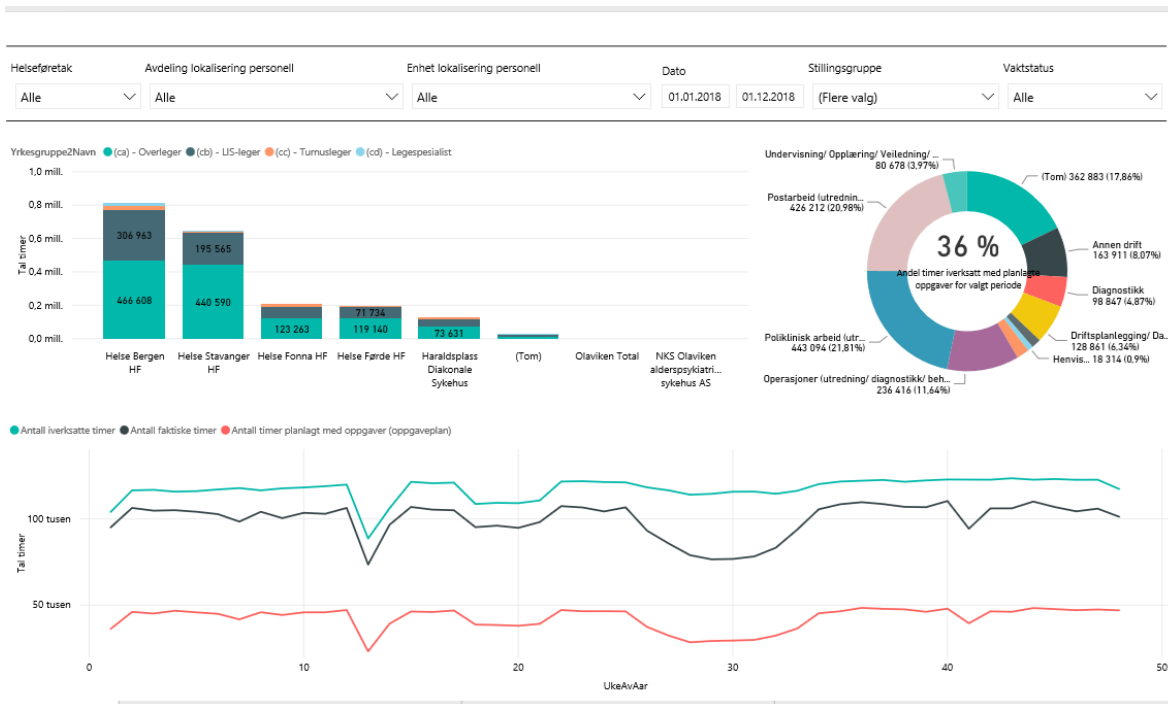 Helseføretak
Avdeling lokalisering personell
Enhet lokalisering personell
Dato
Stillingsgruppe
Vaktstatus
Alle
Alle
Alle
01.01.2018
01.12.2018
(Flere valg)
Alle
Yrkesgruppe2Navn (ca) - Overleger (cb) - LIS-leger (cc) - Turnusleger (cd) - Legespesialist
1,0 mill.
0,8 mill.
0,6 mill.
0,4 mill.
0,2 mill.
0,0 mill.
Tal timer
306 963
466 608
195 565
440 590
123 263
71 734
119 140
73 631
Helse Bergen
HF
Helse Stavanger
HF
Helse Fonna HF
Helse Førde HF
Haraldsplass
Diakonale
Sykehus
(Tom)
Olaviken Total
NKS Olaviken
alderspsykiatri...
sykehus AS
Undervisning/ Opplæring/ Veiledning/ ...
80 678 (3,97%)
(Tom) 362 883 (17,86%)
Postarbeid (utrednin...
426 212 (20,98%)
Annen drift
163 911 (8,07%)
36 %
Andel timer iverksatt med planlagte
oppgaver for valgt periode
Diagnostikk
98 847 (4,87%)
Poliklinisk arbeid (utr...
443 094 (21,81%)
Driftsplanlegging/ Da...
128 861 (6,34%)
Henvis... 18 314 (0,9%)
Operasjoner (utredning/ diagnostikk/ beh...
236 416 (11,64%)
Antall iverksatte timer Antall faktiske timer Antall timer planlagt med oppgaver (oppgaveplan)
100 tusen
50 tusen
Tal timer
0
10
20
30
40
50
UkeAvAar